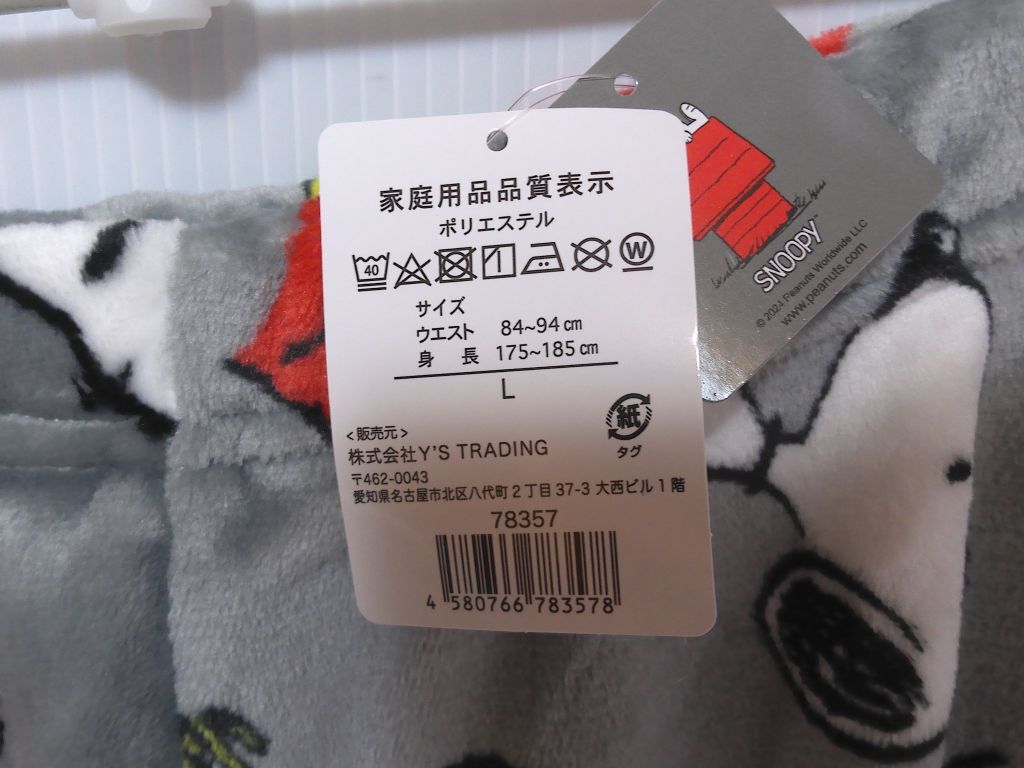 家庭用品品質表示
ポリエステル
40
W
サイズ
ウエスト 84~94㎝
身 長 175~185㎝
L
紙
タグ
<販売元>
株式会社Y'S TRADING
〒462-0043
愛知県名古屋市北区八代町2丁目37-3 大西ビル1階
78357
4 580766 783578
SNOOPY™
© 2024 Peanuts Worldwide LLC
www.peanuts.com